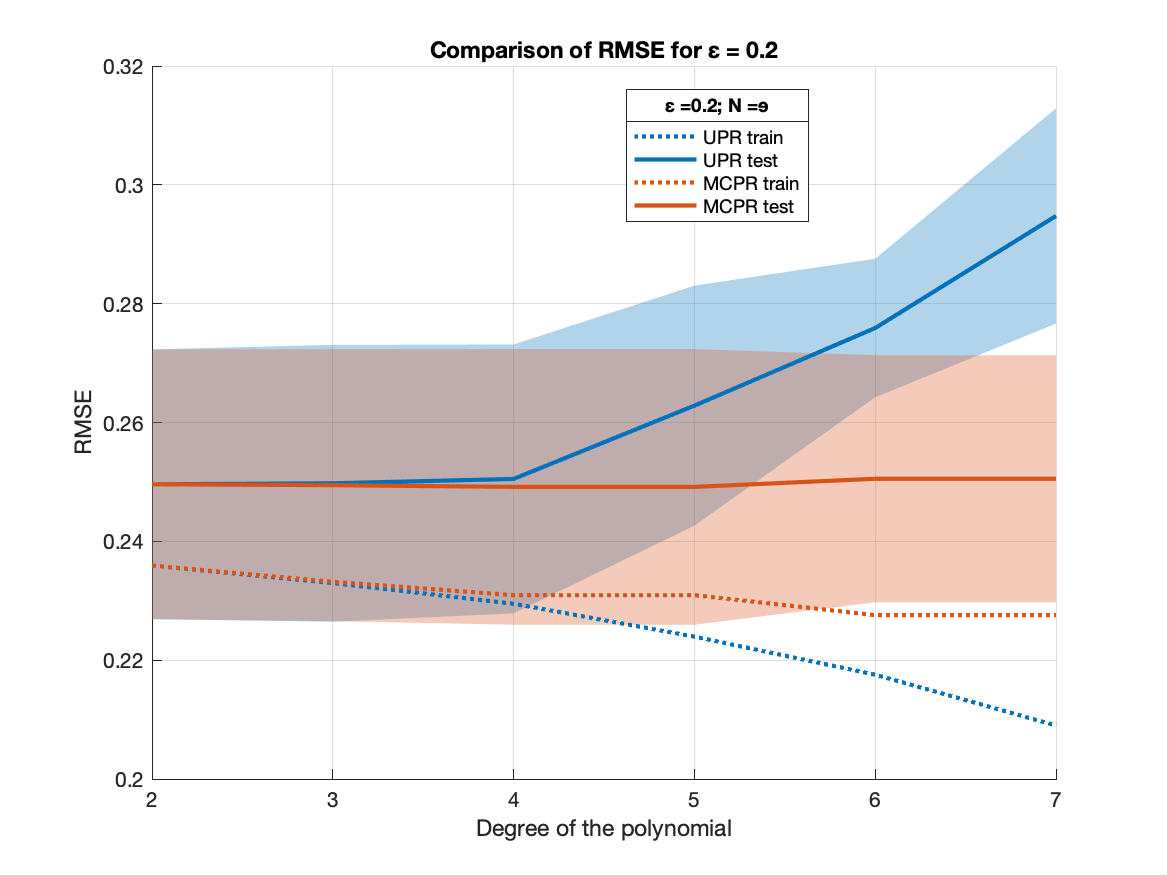 Comparison of RMSE for ε = 0.2
0.32
0.3
0.28
0.26
0.24
0.22
0.2
RMSE
ε =0.2; N =ɘ
UPR train
UPR test
MCPR train
MCPR test
2 3 4 5 6 7
Degree of the polynomial